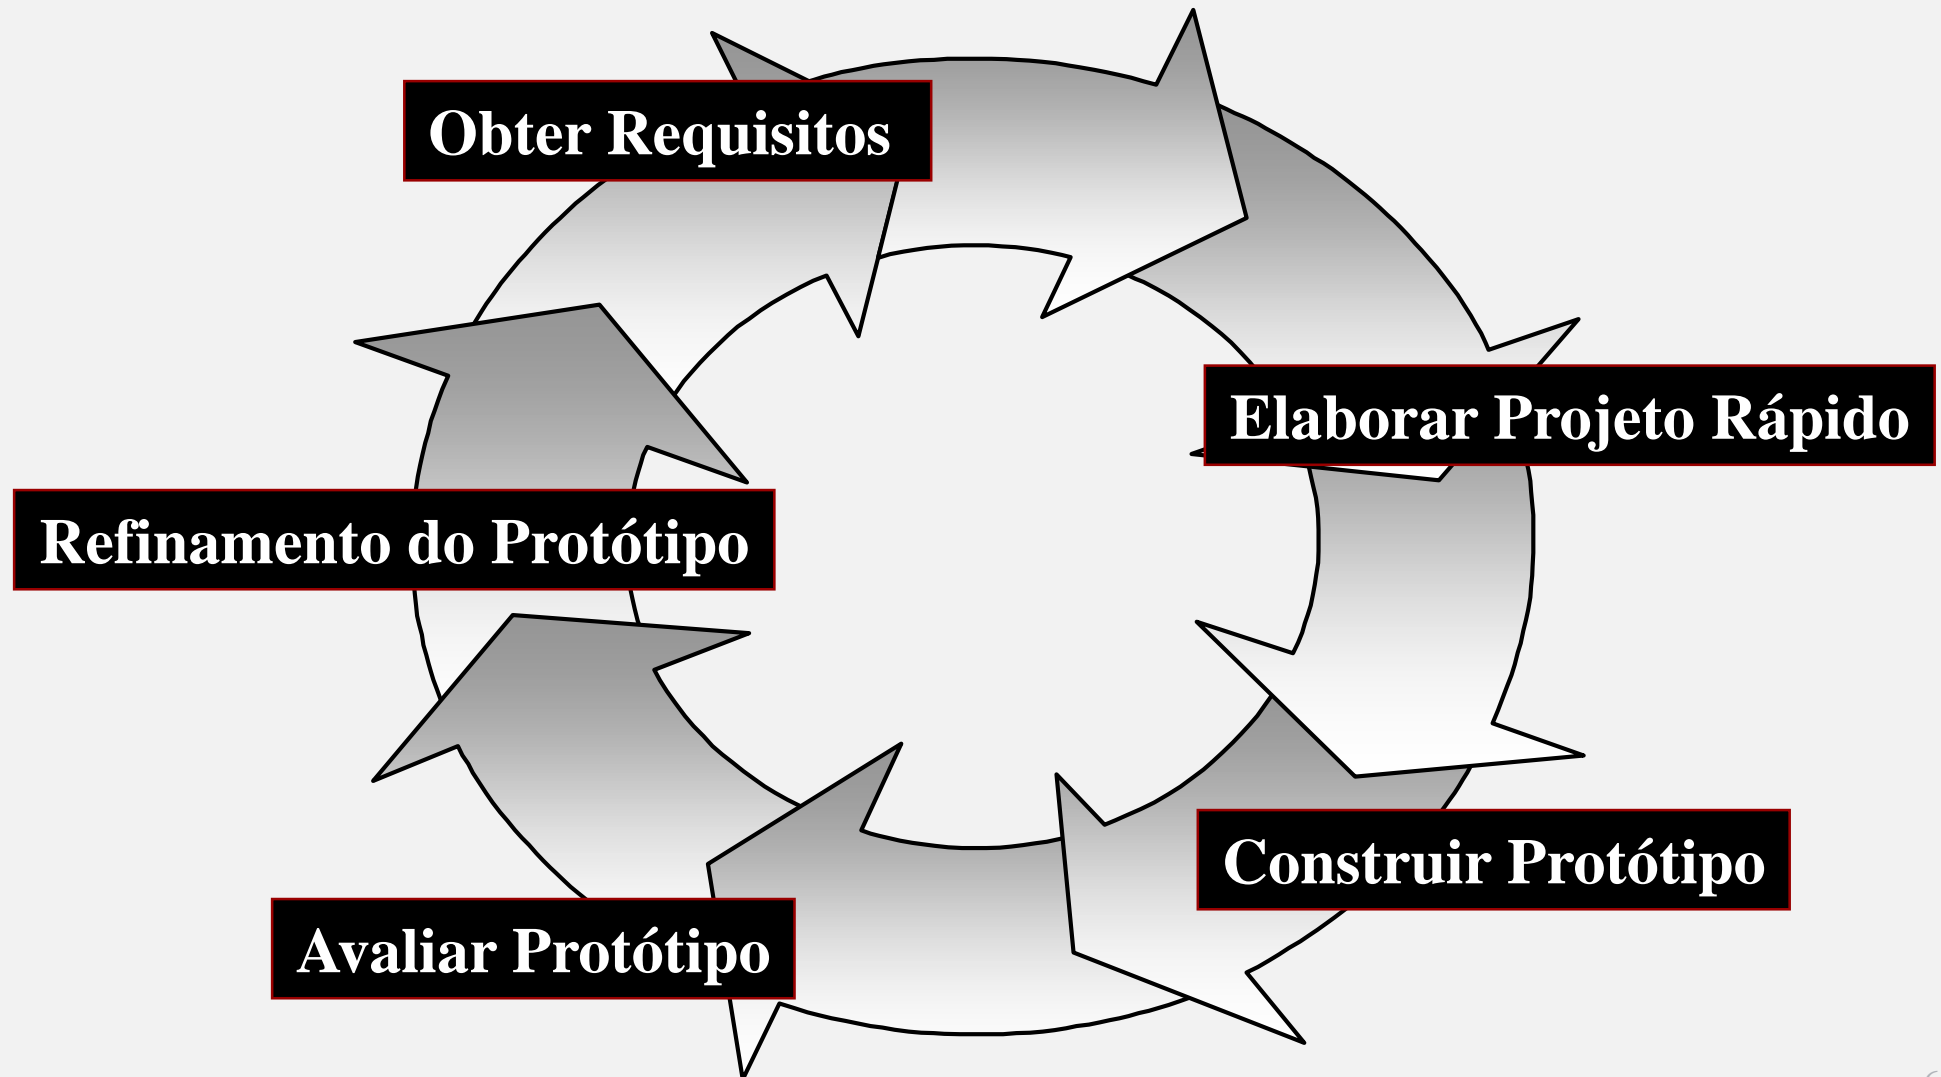 Obter Requisitos
Elaborar Projeto Rápido
Refinamento do Protótipo
Construir Protótipo
Avaliar Protótipo